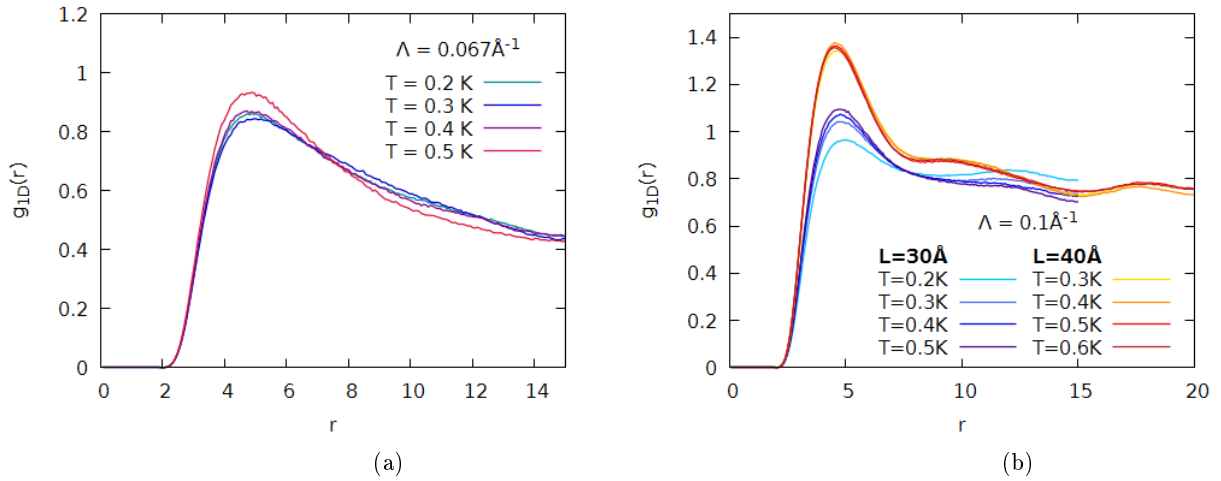 1.2
1
0.8
0.6
0.4
0.2
0
g1D(r)
Λ = 0.067Å-1
T = 0.2 K
T = 0.3 K
T = 0.4 K
T = 0.5 K
0 2 4 6 8 10 12 14
r
(a)
1.4
1.2
1
0.8
0.6
0.4
0.2
0
g1D(r)
Λ = 0.1Å-1
L=30Å L=40Å
T=0.2K T=0.3K
T=0.3K T=0.4K
T=0.4K T=0.5K
T=0.5K T=0.6K
0 5 10 15 20
r
(b)